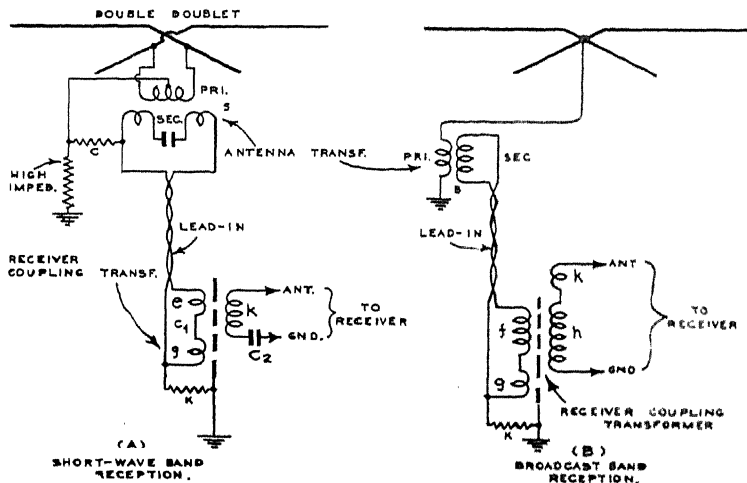 DOUBLE DOUBLET
PRI.
S
SEC.
C
ANTENNA TRANSF.
HIGH
IMPED.
LEAD-IN
RECEIVER
COUPLING TRANSF.
e
C1
g
k
ANT.
GND.
C2
TO
RECEIVER
K
(A)
SHORT-WAVE BAND
RECEPTION.
PRI.
SEC
B
LEAD-IN
f
g
k
h
ANT
GND
TO
RECEIVER
K
RECEIVER COUPLING
TRANSFORMER
(B)
BROADCAST BAND
RECEPTION.